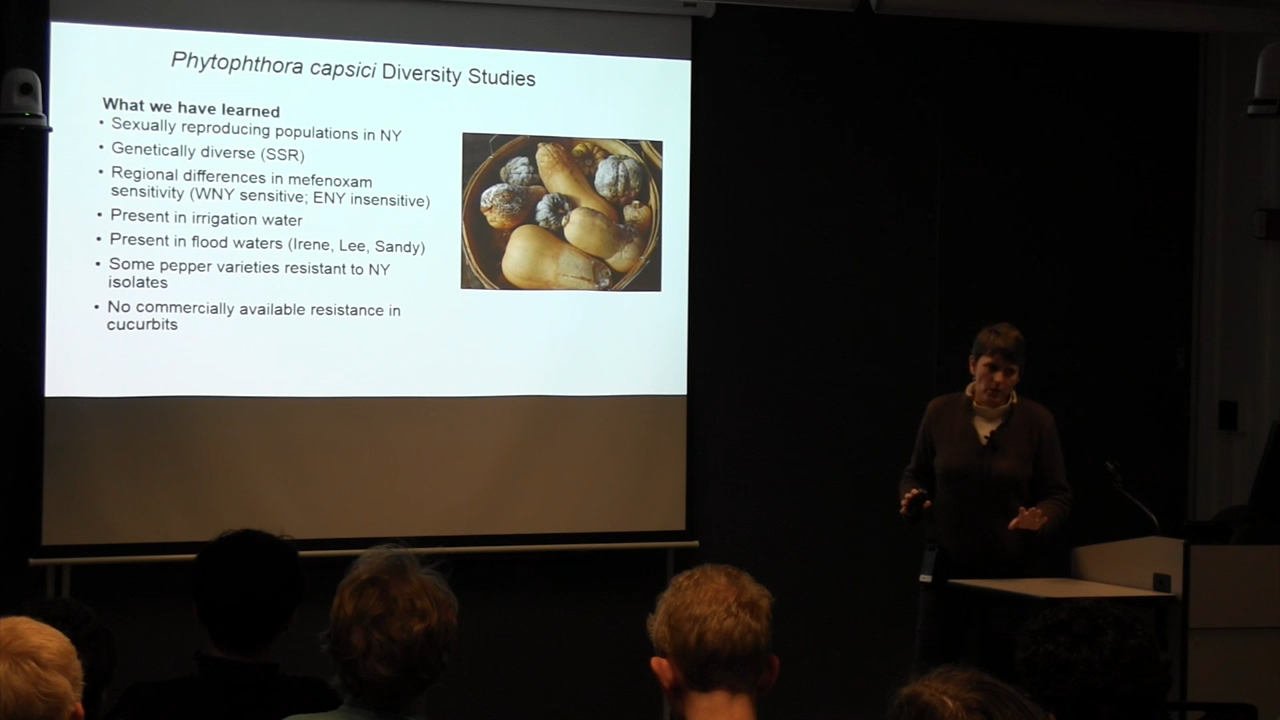 Phytophthora capsici Diversity Studies
What we have learned
• Sexually reproducing populations in NY
• Genetically diverse (SSR)
• Regional differences in mefenoxam
sensitivity (WNY sensitive; ENY insensitive)
• Present in irrigation water
• Present in flood waters (Irene, Lee, Sandy)
• Some pepper varieties resistant to NY
isolates
• No commercially available resistance in
cucurbits